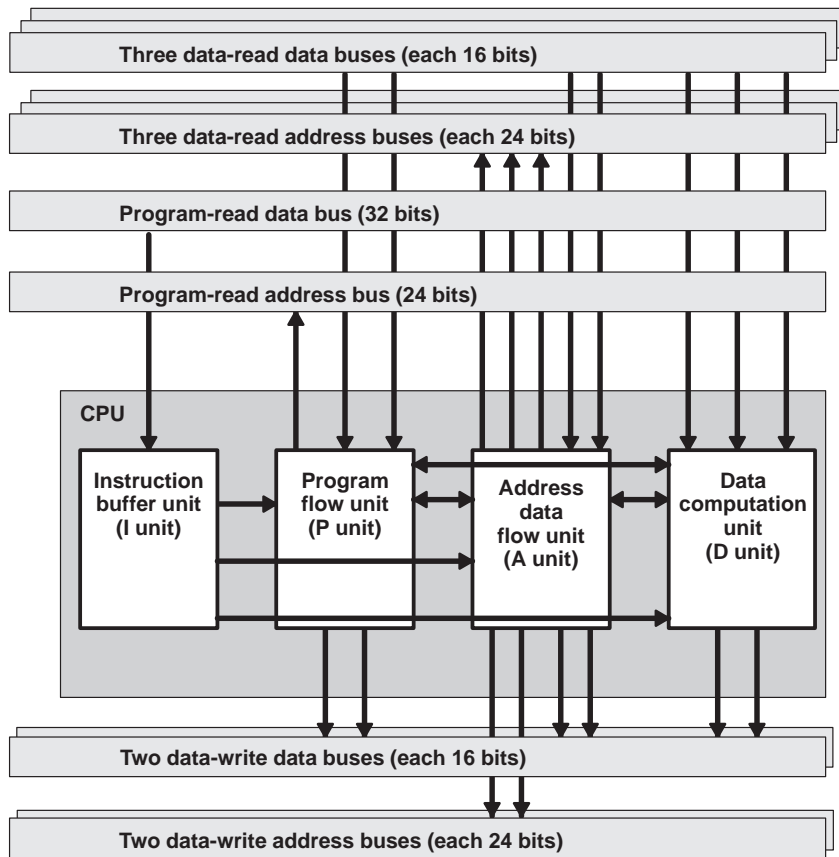 Three data-read data buses (each 16 bits)
Three data-read address buses (each 24 bits)
Program-read data bus (32 bits)
Program-read address bus (24 bits)
CPU
Instruction
buffer unit
(I unit)
Program
flow unit
(P unit)
Address
data
flow unit
(A unit)
Data
computation
unit
(D unit)
Two data-write data buses (each 16 bits)
Two data-write address buses (each 24 bits)